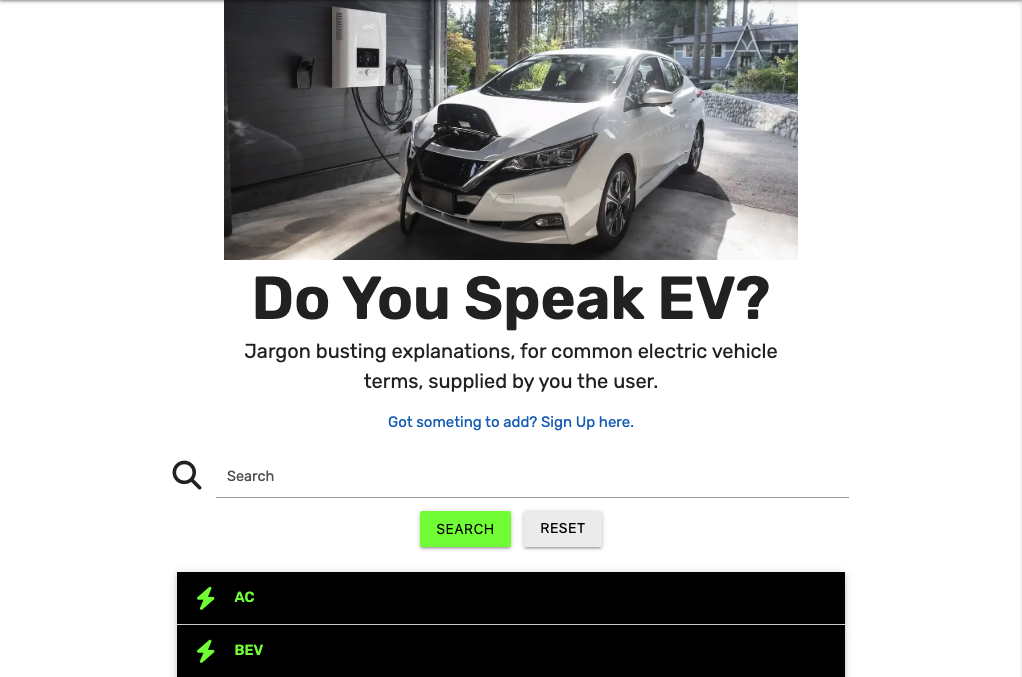 Do You Speak EV?
Jargon busting explanations, for common electric vehicle
terms, supplied by you the user.
Got someting to add? Sign Up here.
Search
SEARCH
RESET
AC
BEV